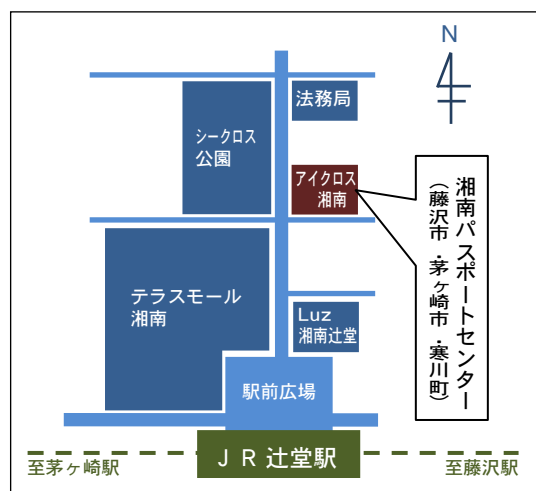 N
法務局
シークロス
公園
アイクロス
湘南
湘南パスポートセンター
（藤沢市・茅ヶ崎市・寒川町）
テラスモール
湘南
Luz
湘南辻堂
駅前広場
ＪＲ辻堂駅
至茅ヶ崎駅
至藤沢駅